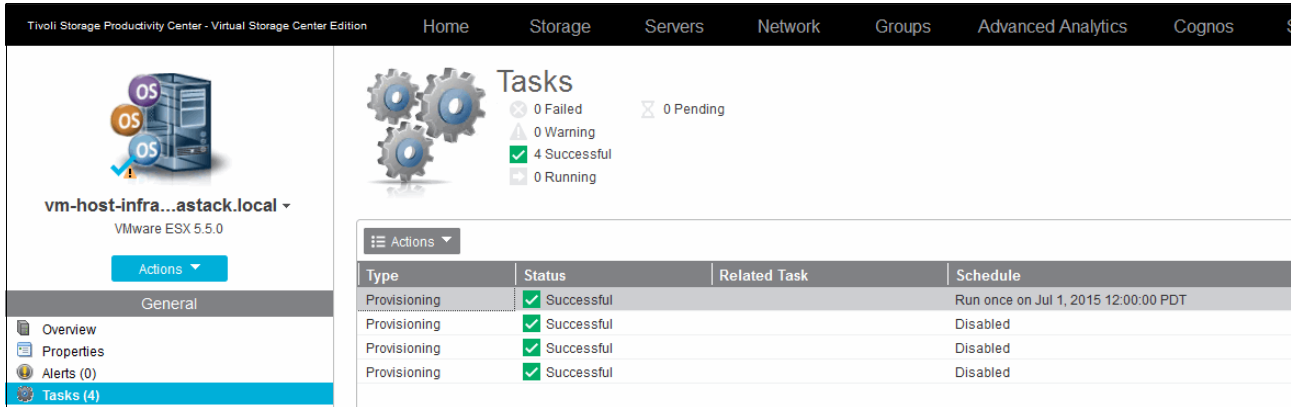 Tivoli Storage Productivity Center - Virtual Storage Center Edition Home Storage Servers Network Groups Advanced Analytics Cognos
OS
OS
OS
vm-host-infra...astack.local
VMware ESX 5.5.0
Actions
General
Overview
Properties
Alerts (0)
Tasks (4)
Tasks
0 Failed 0 Pending
0 Warning
4 Successful
0 Running
Actions
Type Status Related Task Schedule
Provisioning Successful Run once on Jul 1, 2015 12:00:00 PDT
Provisioning Successful Disabled
Provisioning Successful Disabled
Provisioning Successful Disabled